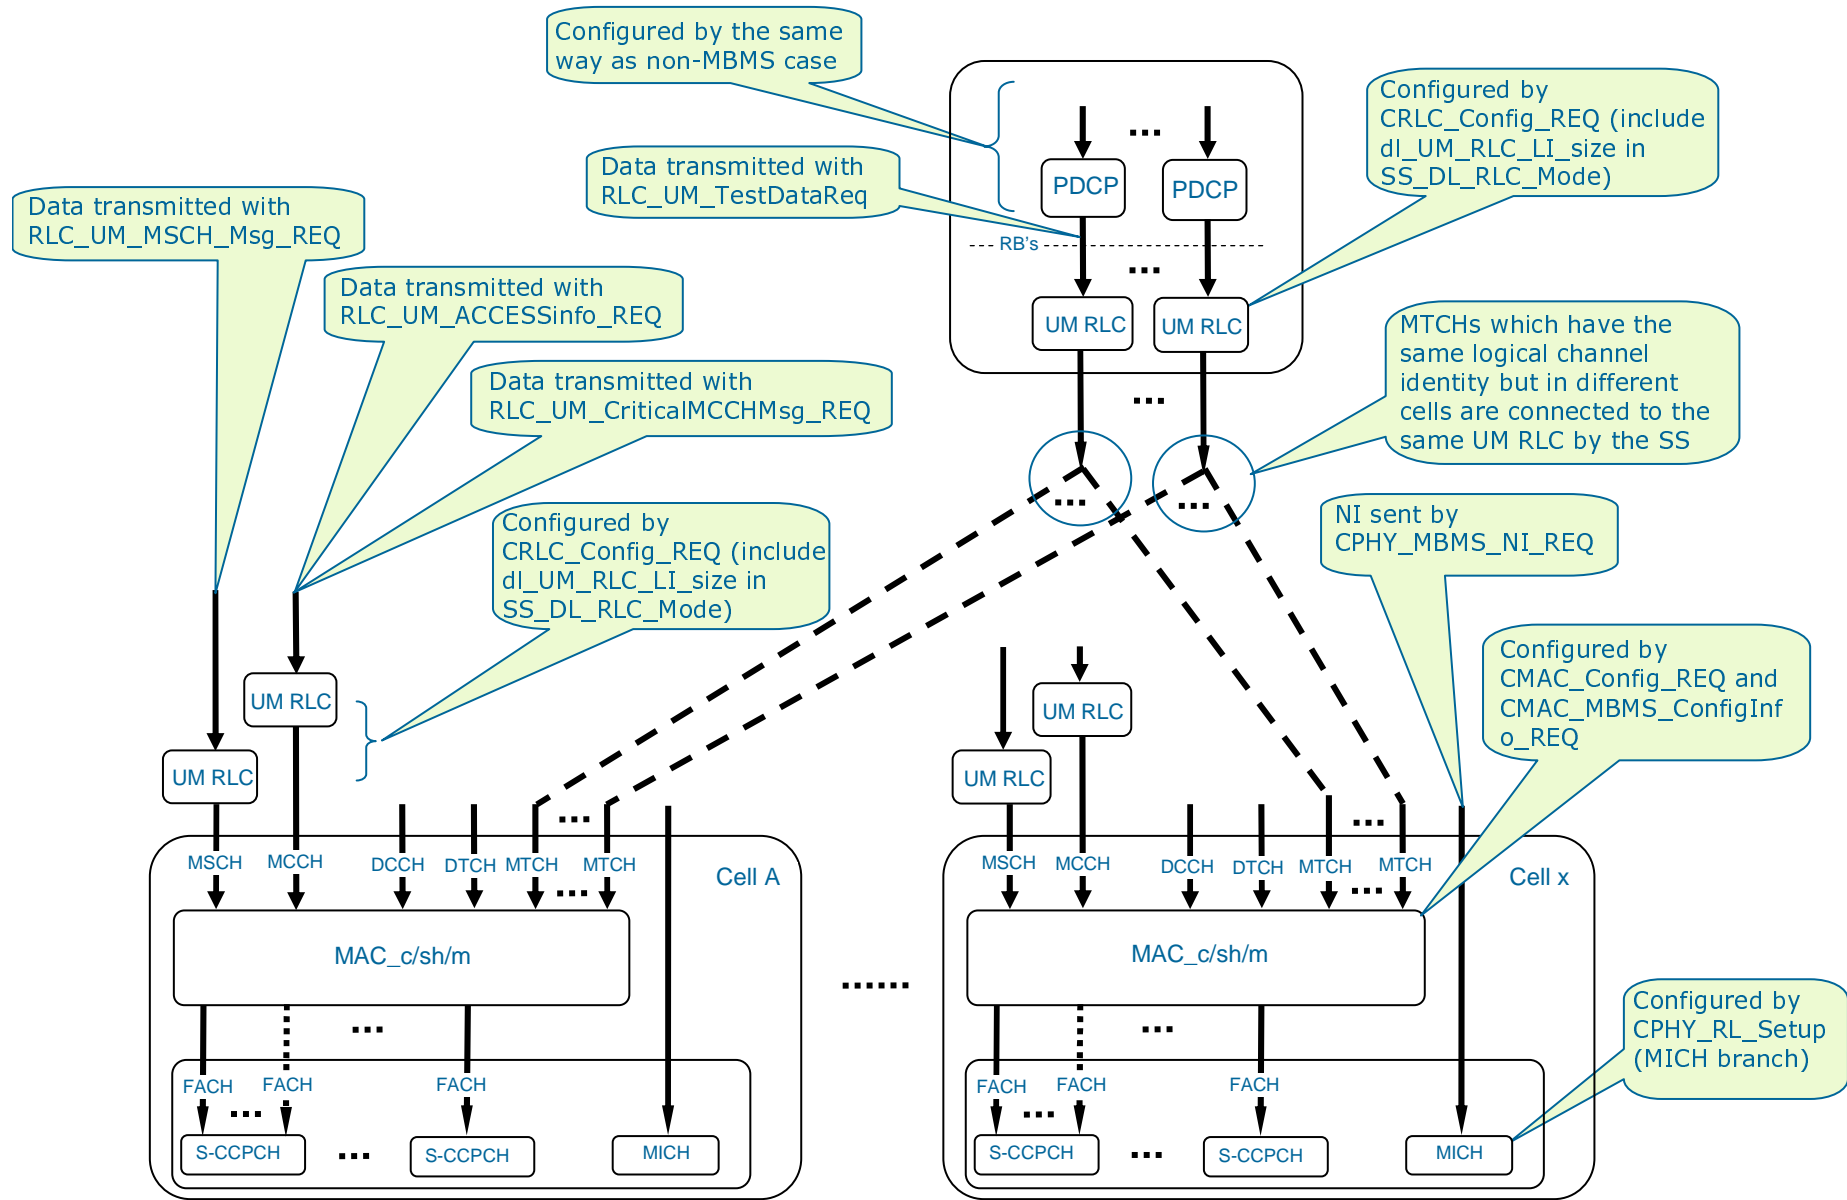 Configured by the same
way as non-MBMS case
Configured by
CRLC_Config_REQ (include
dl_UM_RLC_LI_size in
SS_DL_RLC_Mode)
Data transmitted with
RLC_UM_TestDataReq
PDCP
PDCP
Data transmitted with
RLC_UM_MSCH_Msg_REQ
RB's
Data transmitted with
RLC_UM_ACCESSinfo_REQ
UM RLC
UM RLC
MTCHs which have the
same logical channel
identity but in different
cells are connected to the
same UM RLC by the SS
Data transmitted with
RLC_UM_CriticalMCCHMsg_REQ
Configured by
CRLC_Config_REQ (include
dl_UM_RLC_LI_size in
SS_DL_RLC_Mode)
NI sent by
CPHY_MBMS_NI_REQ
Configured by
CMAC_Config_REQ and
CMAC_MBMS_ConfigInf
o_REQ
UM RLC
UM RLC
UM RLC
UM RLC
MSCH
MCCH
DCCH
DTCH
MTCH
MTCH
Cell A
MSCH
MCCH
DCCH
DTCH
MTCH
MTCH
Cell x
MAC_c/sh/m
MAC_c/sh/m
Configured by
CPHY_RL_Setup
(MICH branch)
FACH
FACH
FACH
FACH
FACH
FACH
S-CCPCH
S-CCPCH
MICH
S-CCPCH
S-CCPCH
MICH